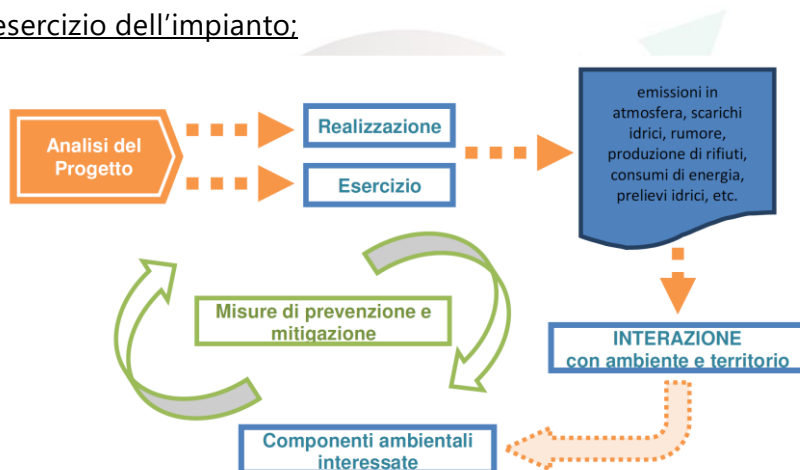 esercizio dell'impianto;
Analisi del
Progetto
Realizzazione
Esercizio
emissioni in
atmosfera, scarichi
idrici, rumore,
produzione di rifiuti,
consumi di energia,
prelievi idrici, etc.
Misure di prevenzione e
mitigazione
INTERAZIONE
con ambiente e territorio
Componenti ambientali
interessate